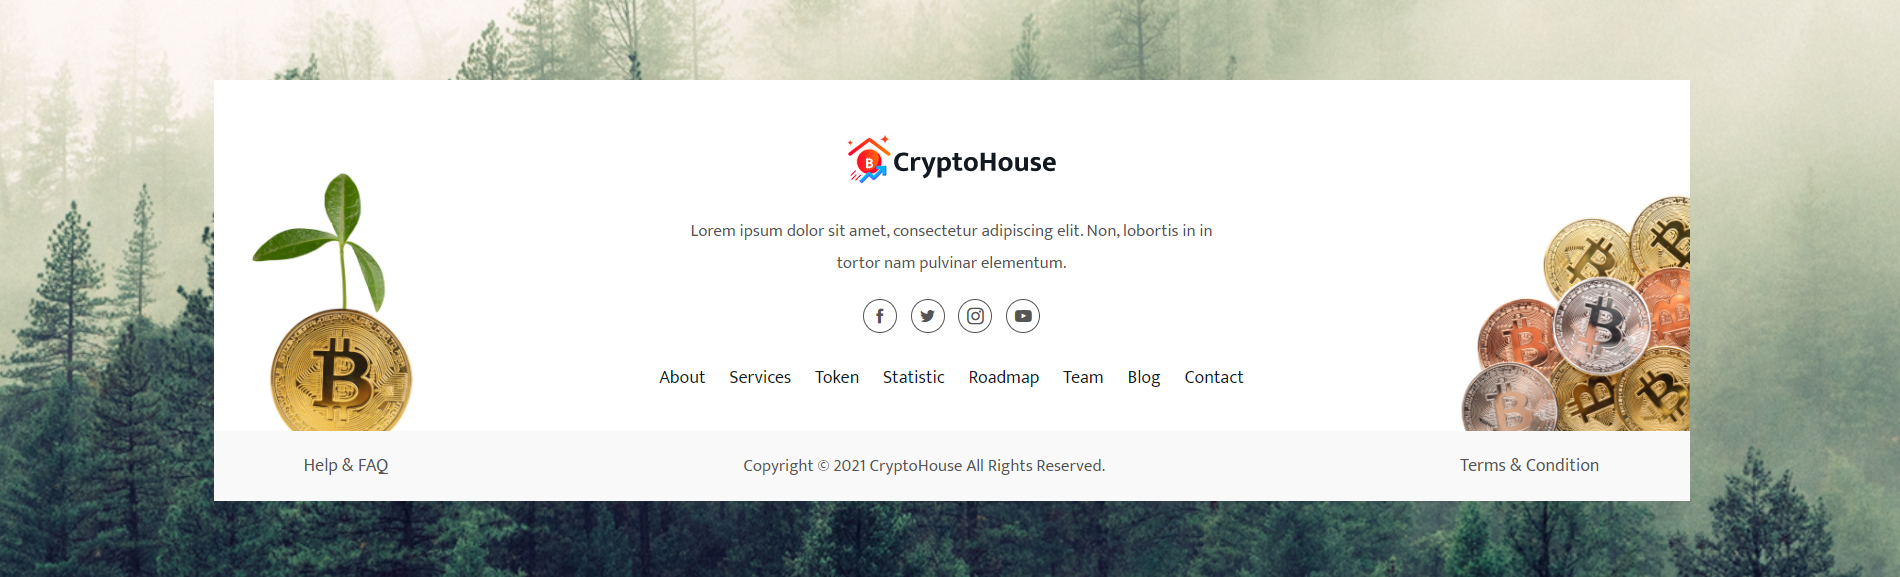 CryptoHouse
Lorem ipsum dolor sit amet, consectetur adipiscing elit. Non, lobortis in in
tortor nam pulvinar elementum.
About Services Token Statistic Roadmap Team Blog Contact
Help & FAQ
Copyright © 2021 CryptoHouse All Rights Reserved.
Terms & Condition